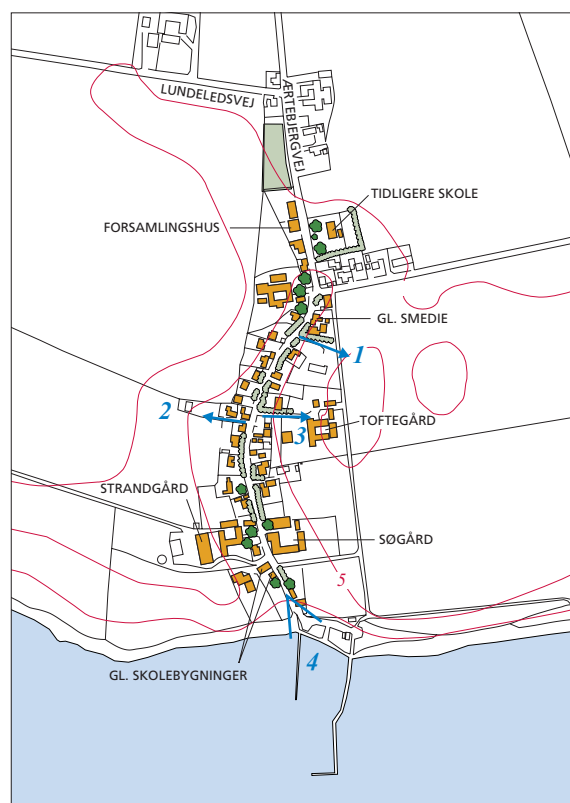 LUNDELEDSVEJ
ÆRTEBJERGVEJ
TIDLIGERE SKOLE
FORSAMLINGSHUS
GL. SMEDIE
1
2
3
TOFTEGÅRD
STRANDGÅRD
SØGÅRD
5
4
GL. SKOLEBYGNINGER